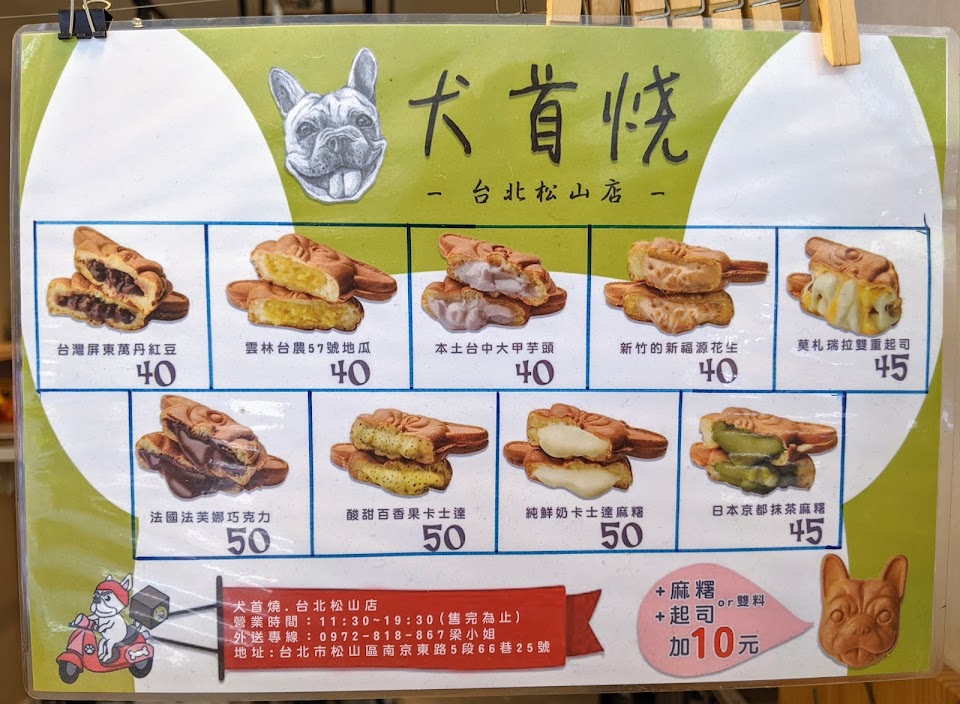 犬首燒
- 台北松山店 -
台灣屏東萬丹紅豆
40
雲林台農57號地瓜
40
本土台中大甲芋頭
40
新竹的新福源花生
40
莫札瑞拉雙重起司
45
法國法芙娜巧克力
50
酸甜百香果卡士達
50
純鮮奶卡士達麻糬
50
日本京都抹茶麻糬
45
犬首燒.台北松山店
營業時間：11:30~19:30(售完為止)
外送專線：0972-818-867梁小姐
地址:台北市松山區南京東路5段66巷25號
+麻糬
or雙料
+起司
加10元